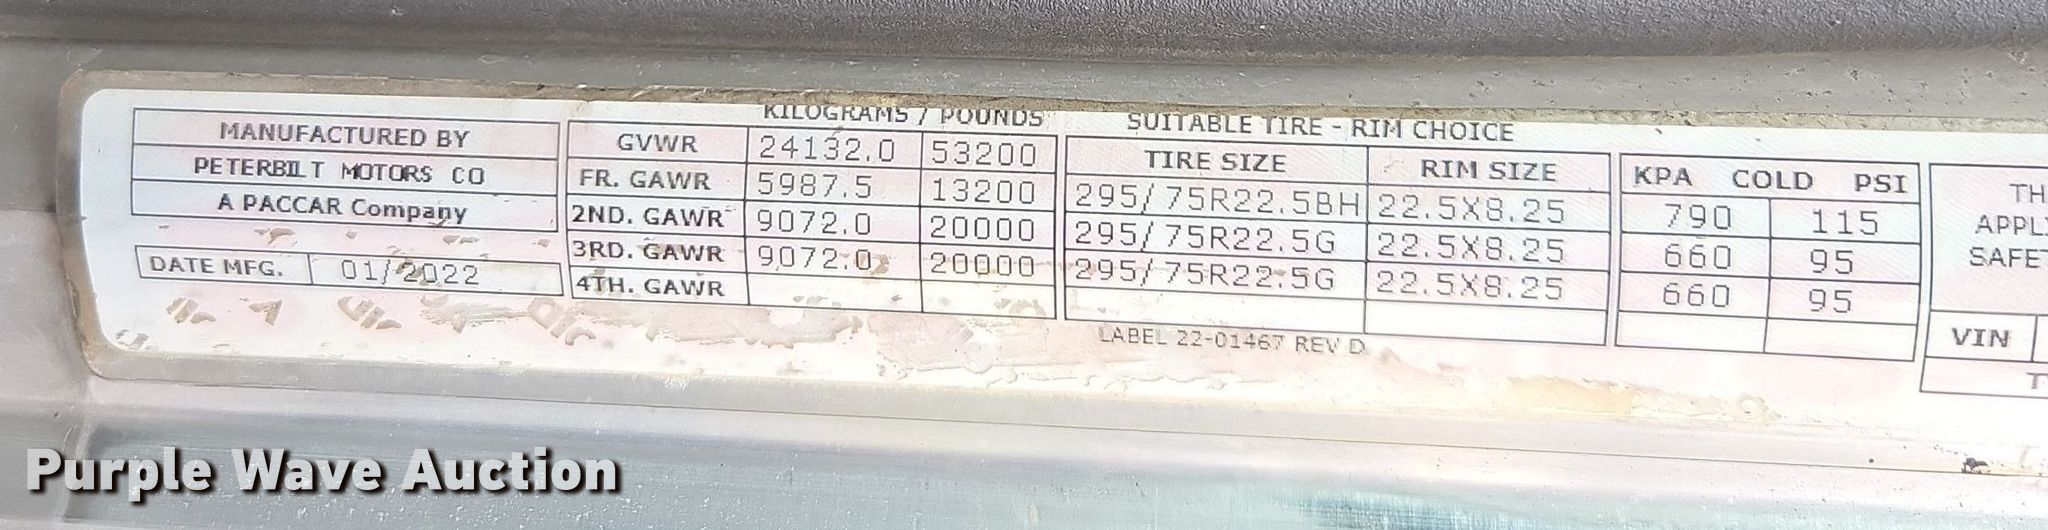 KILOGRAMS / POUNDS
SUITABLE TIRE - RIM CHOICE
MANUFACTURED BY
PETERBILT MOTORS CO
A PACCAR Company
DATE MFG. 01/2022
GVWR 24132.0 53200
FR. GAWR 5987.5 13200
2ND. GAWR 9072.0 20000
3RD. GAWR 9072.0 20000
4TH. GAWR
TIRE SIZE RIM SIZE
295/75R22.5BH 22.5X8.25
295/75R22.5G 22.5X8.25
295/75R22.5G 22.5X8.25
KPA COLD PSI
790 115
660 95
660 95
LABEL 22-01467 REV D
TH
APPL
SAFE
VIN
Purple Wave Auction